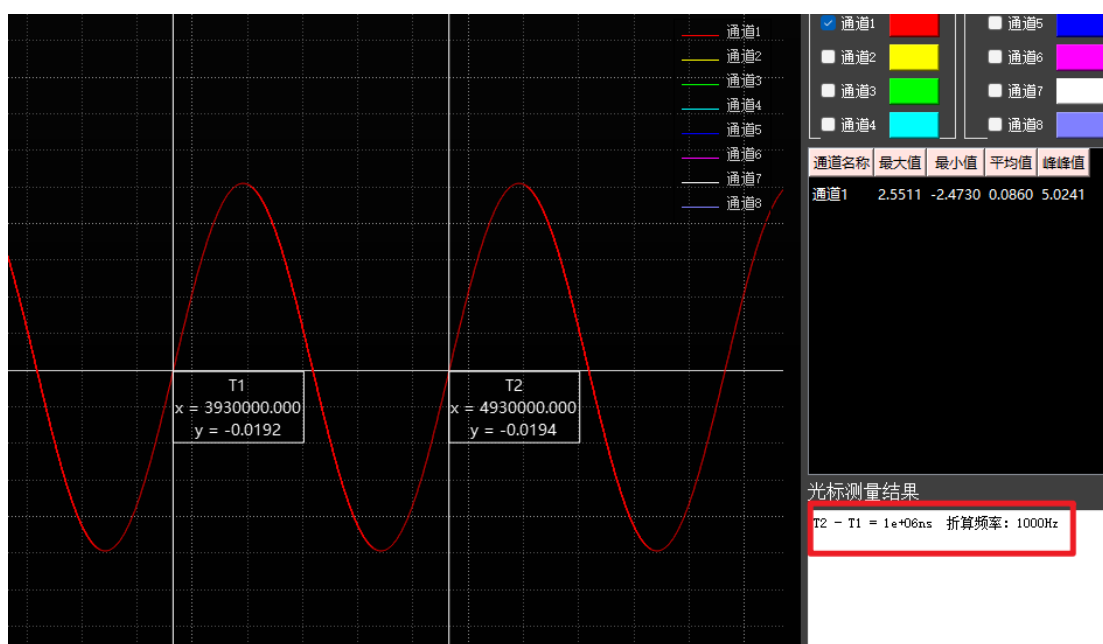 通道1
通道2
通道3
通道4
通道5
通道6
通道7
通道8
T1
x = 3930000.000
y = -0.0192
T2
x = 4930000.000
y = -0.0194
通道1 通道5
通道2 通道6
通道3 通道7
通道4 通道8
通道名称 最大值 最小值 平均值 峰峰值
通道1 2.5511 -2.4730 0.0860 5.0241
光标测量结果
T2 - T1 = 1e+06ns 折算频率: 1000Hz